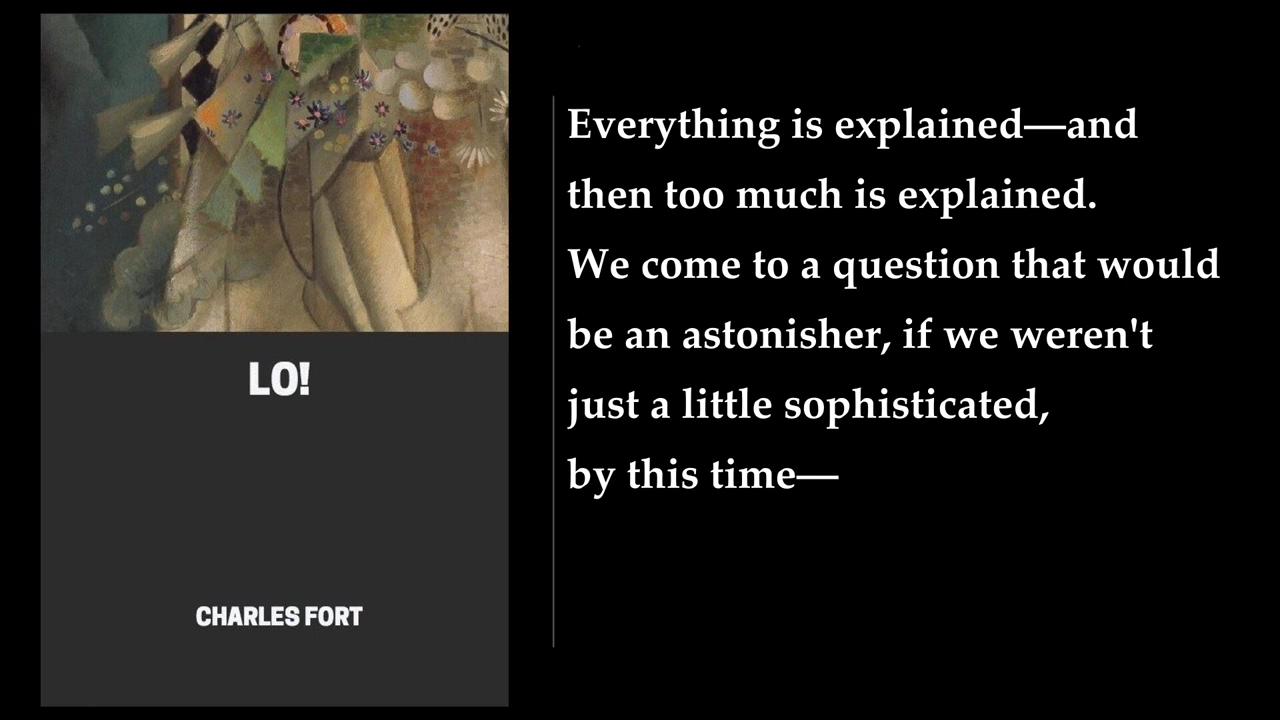 LO!
CHARLES FORT
Everything is explained—and
then too much is explained.
We come to a question that would
be an astonisher, if we weren't
just a little sophisticated,
by this time—